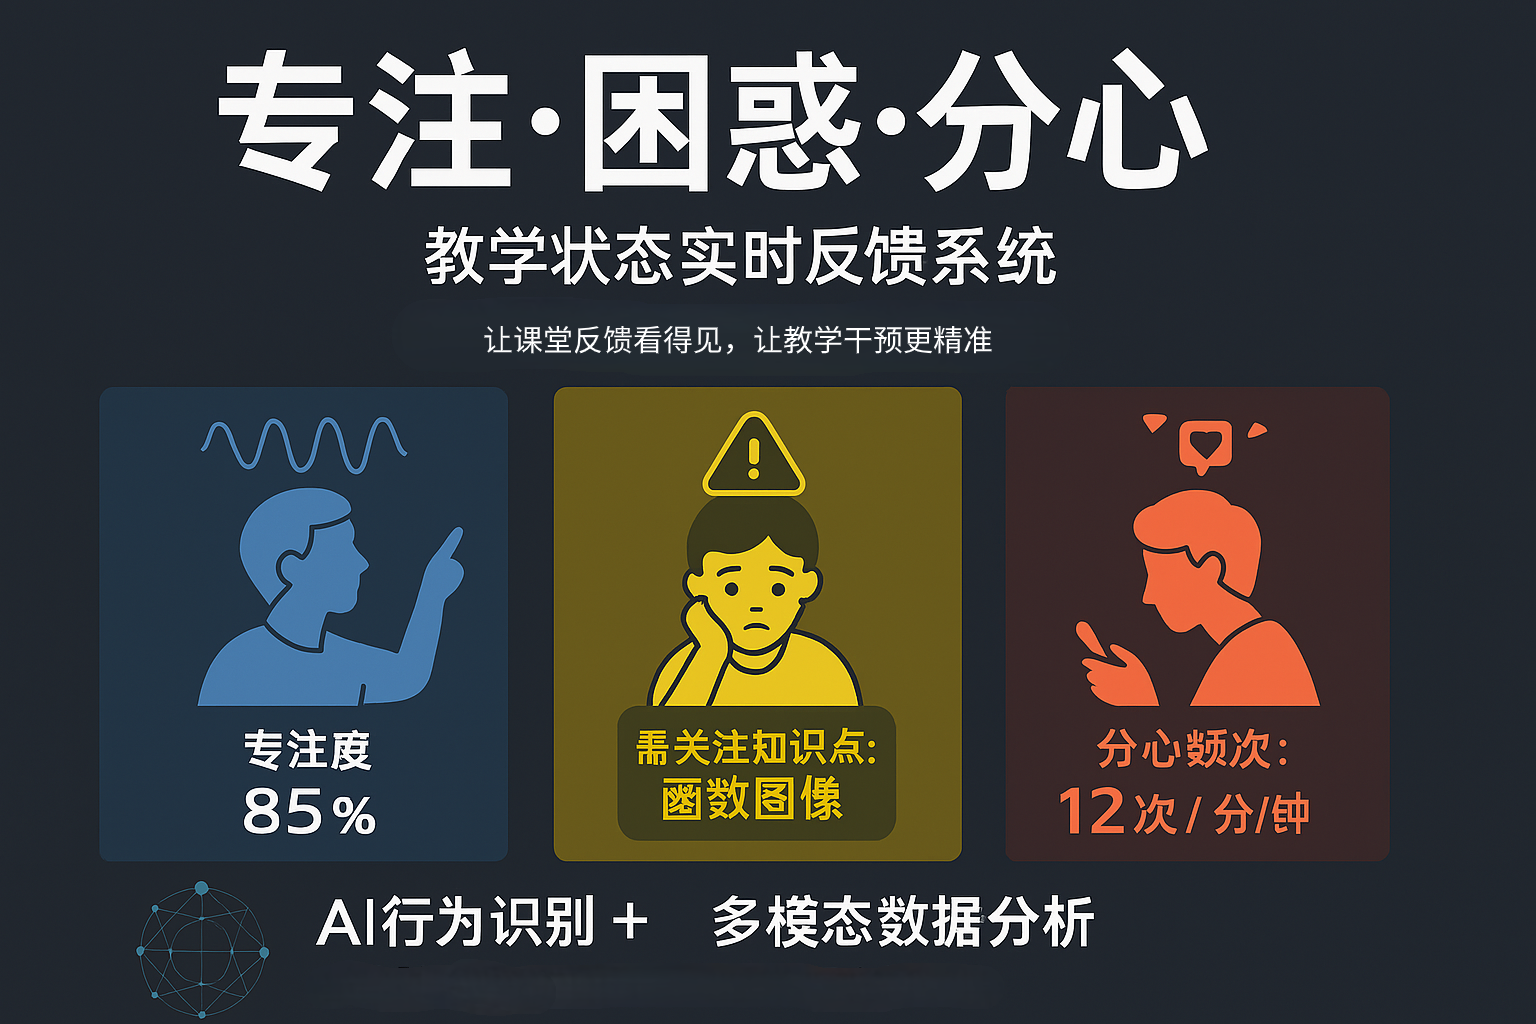 专注·困惑·分心
教学状态实时反馈系统
让课堂反馈看得见，让教学干预更精准
专注度
85%
需关注知识点:
函数图像
分心频次:
12次 / 分/钟
AI行为识别 + 多模态数据分析